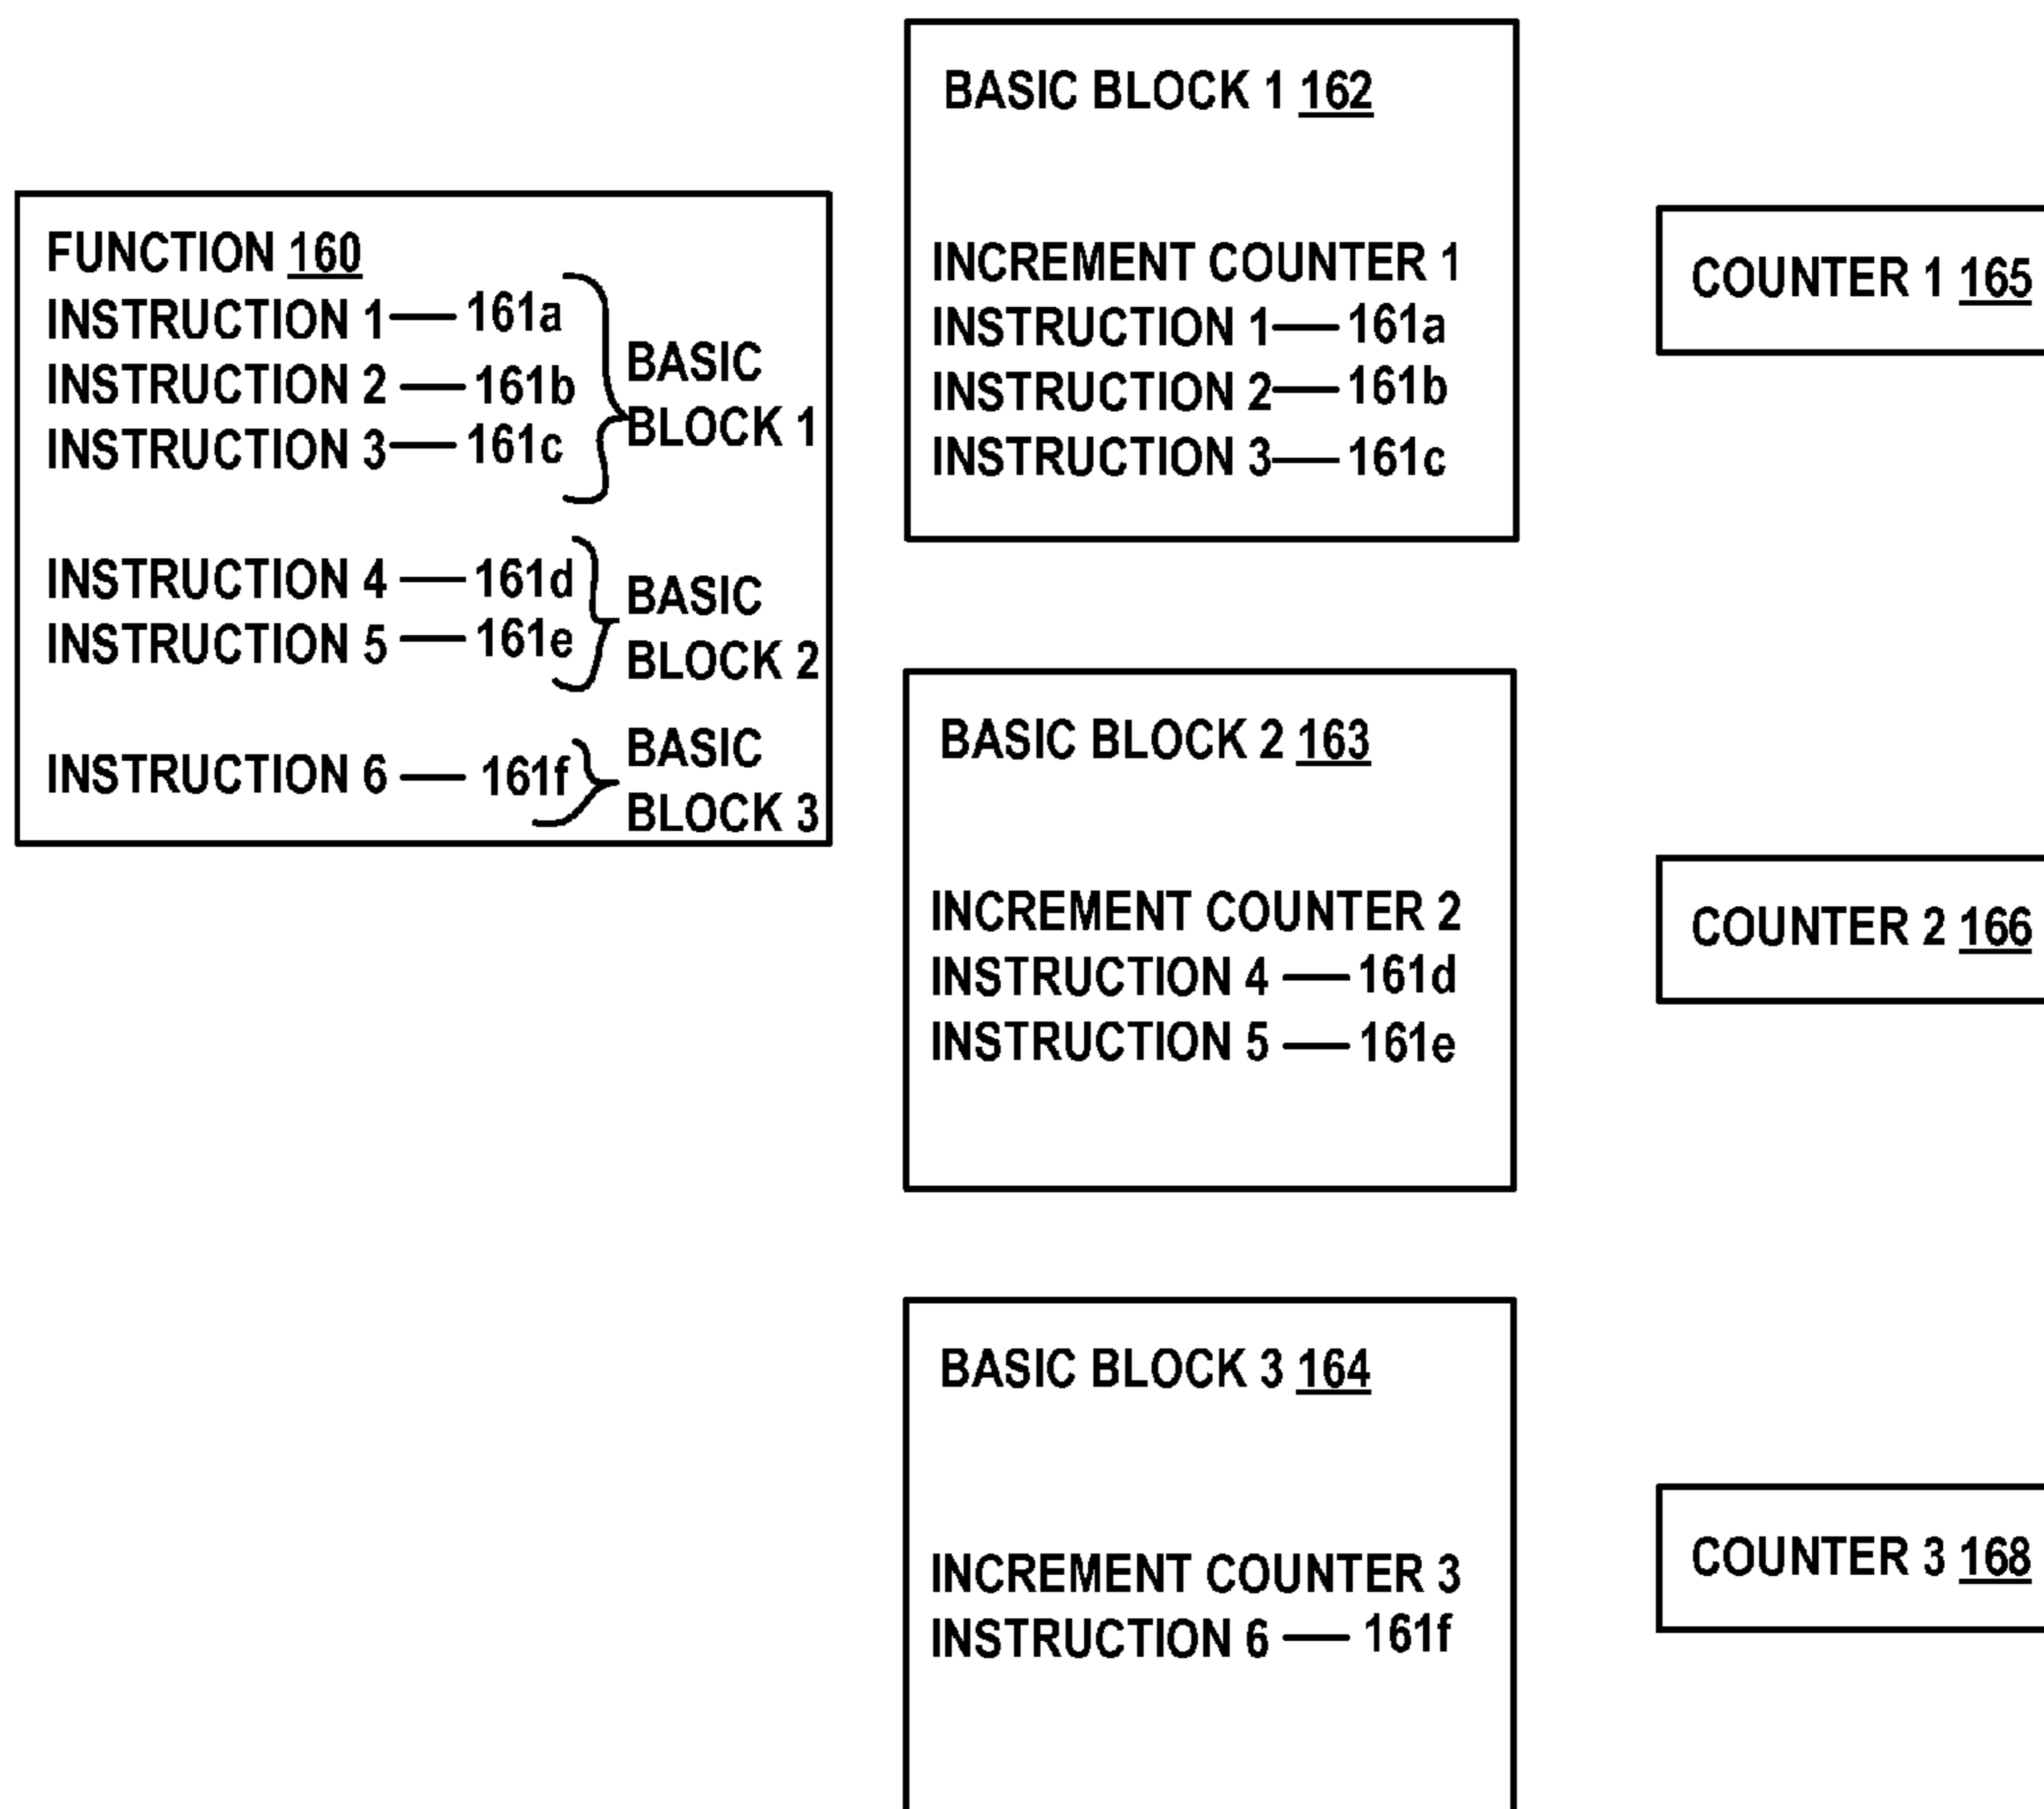 FUNCTION 160
INSTRUCTION 1 161a
INSTRUCTION 2 161b
INSTRUCTION 3 161c
BASIC
BLOCK 1
INSTRUCTION 4 161d
INSTRUCTION 5 161e
BASIC
BLOCK 2
INSTRUCTION 6 161f
BASIC
BLOCK 3
BASIC BLOCK 1 162
INCREMENT COUNTER 1
INSTRUCTION 1 161a
INSTRUCTION 2 161b
INSTRUCTION 3 161c
COUNTER 1 165
BASIC BLOCK 2 163
INCREMENT COUNTER 2
INSTRUCTION 4 161d
INSTRUCTION 5 161e
COUNTER 2 166
BASIC BLOCK 3 164
INCREMENT COUNTER 3
INSTRUCTION 6 161f
COUNTER 3 168